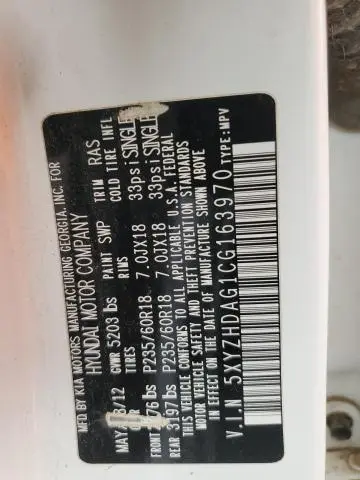 MFD BY KIA MOTORS MANUFACTURING GEORGIA, INC. FOR
HYUNDAI MOTOR COMPANY
GVWR 5203 lbs PAINT SWP TRIM RAS
TIRES RIMS COLD TIRE INFL
FRONT lbs P235/60R18 7.0JX18 33psi SINGLE
REAR 3197 lbs P235/60R18 7.0JX18 33psi SINGLE
THIS VEHICLE CONFORMS TO ALL APPLICABLE U.S.A. FEDERAL
MOTOR VEHICLE SAFETY AND THEFT PREVENTION STANDARDS
IN EFFECT ON THE DATE OF MANUFACTURE SHOWN ABOVE
V.I.N. 5XYZHDAG1CG163970 TYPE:MPV